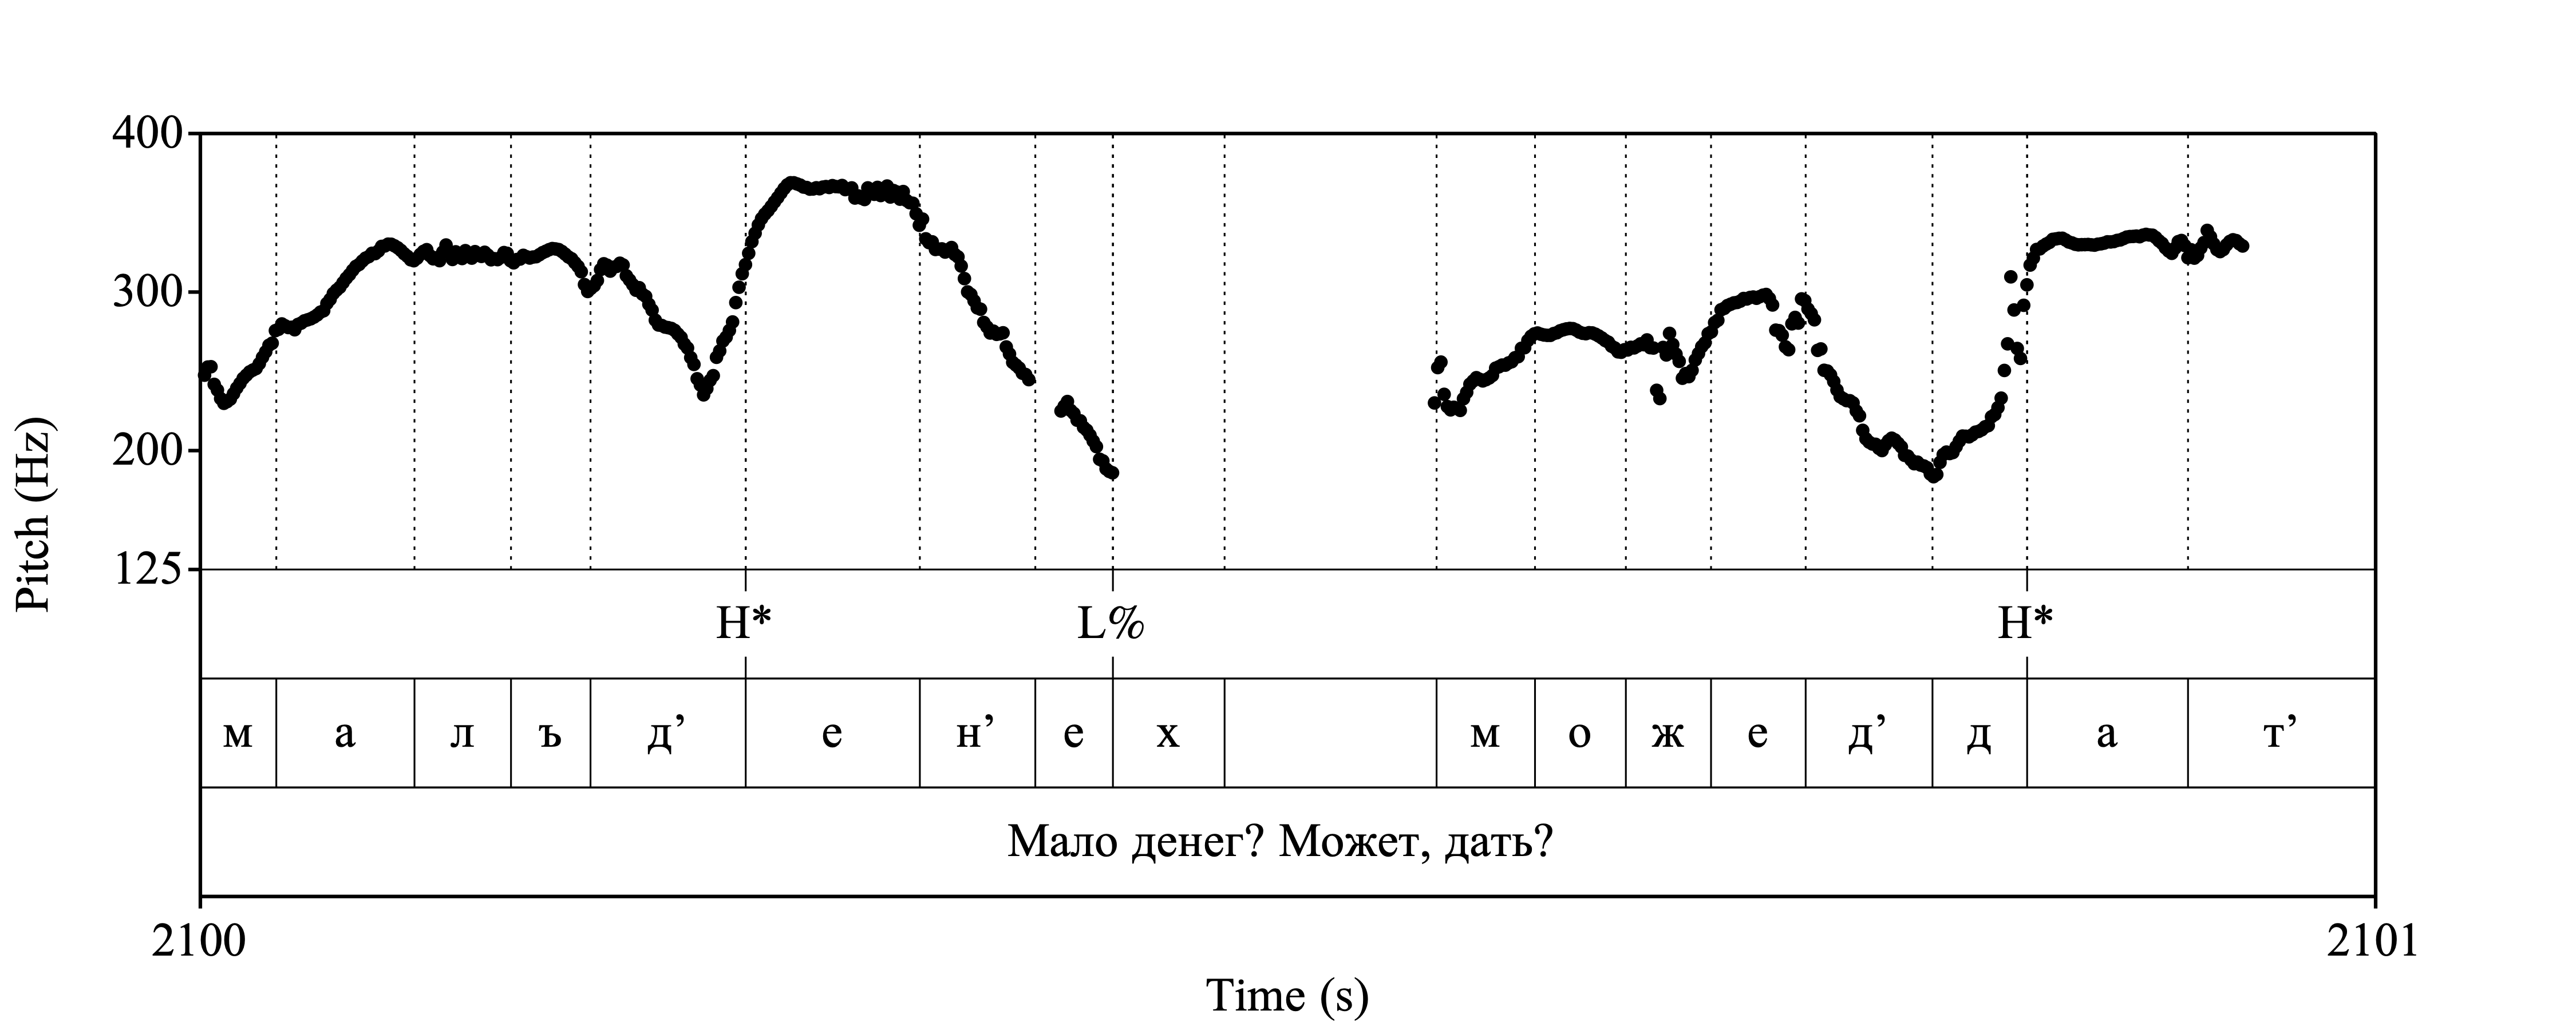 400
300
200
125
Pitch (Hz)
H* L% H*
м а л ъ д’ е н’ е х м о ж е д’ д а т’
Мало денег? Может, дать?
2100 2101
Time (s)